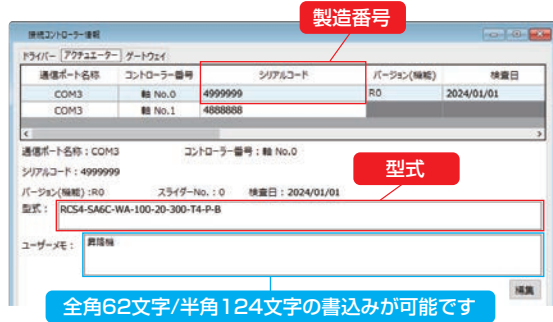 製造番号
接続コントローラー情報
ドライバー アクチュエーター ゲートウェイ
通信ポート名称 コントローラー番号 シリアルコード バージョン(機能) 検査日
COM3 軸 No.0 4999999 R0 2024/01/01
COM3 軸 No.1 4888888
通信ポート名称:COM3 コントローラー番号:軸 No.0
型式
シリアルコード:4999999
バージョン(機能):R0 スライダーNo.:0 検査日:2024/01/01
型式: RCS4-SA6C-WA-100-20-300-T4-P-B
ユーザーメモ: 昇降機
編集
全角62文字/半角124文字の書込みが可能です